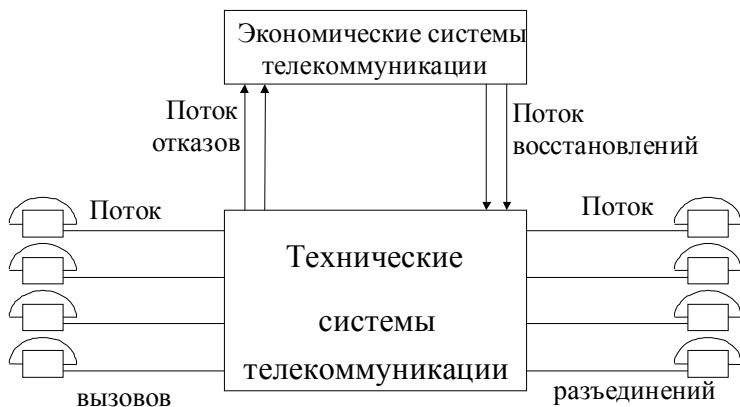 Экономические системы
телекоммуникации
Поток
отказов
Поток
восстановлений
Поток
вызовов
Технические
системы
телекоммуникации
Поток
разъединений